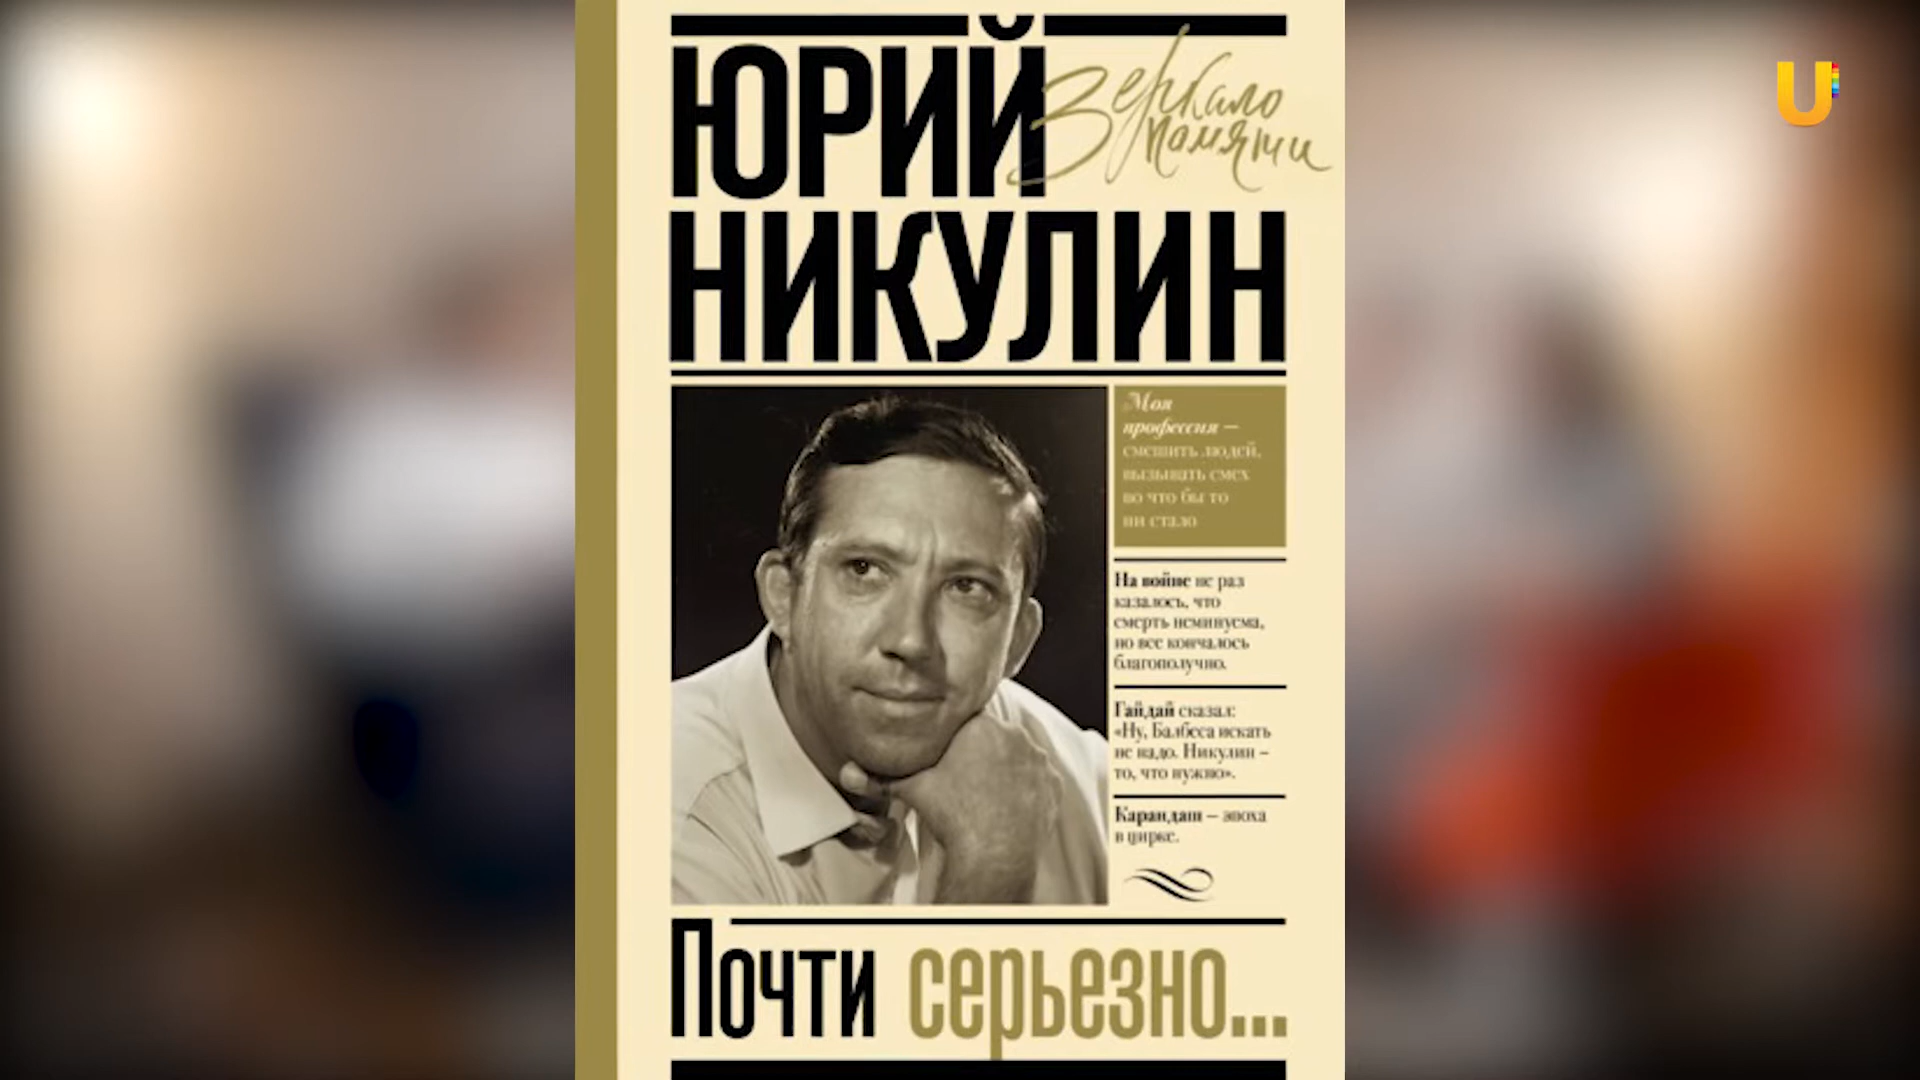 ЮРИЙ
Зеркало
памяти
НИКУЛИН
Моя
профессия –
смешить людей,
вызывать смех
во что бы то
ни стало
На войне не раз
казалось, что
смерть неминуема,
но все кончалось
благополучно.
Гайдай сказал:
«Ну, Балбеса искать
не надо. Никулин –
то, что нужно».
Карандаш – эпоха
в цирке.
Почти серьезно...
U